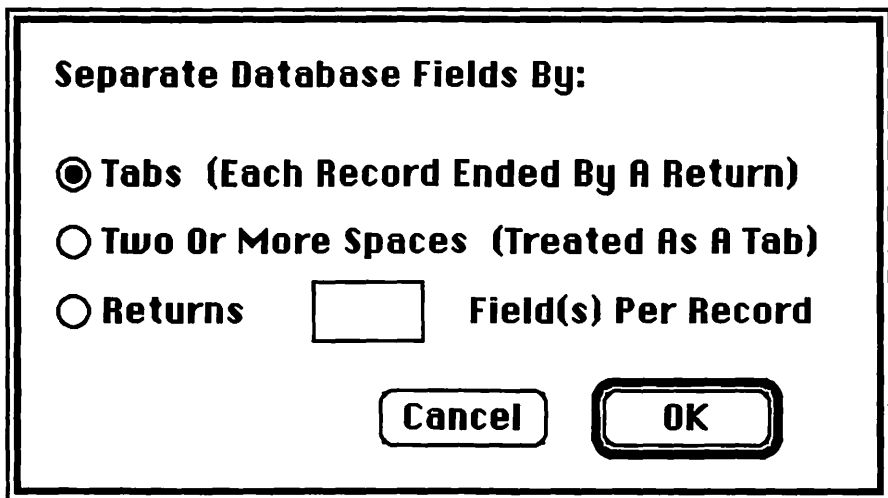 Separate Database Fields By:
Tabs (Each Record Ended By A Return)
Two Or More Spaces (Treated As A Tab)
Returns Field(s) Per Record
Cancel OK